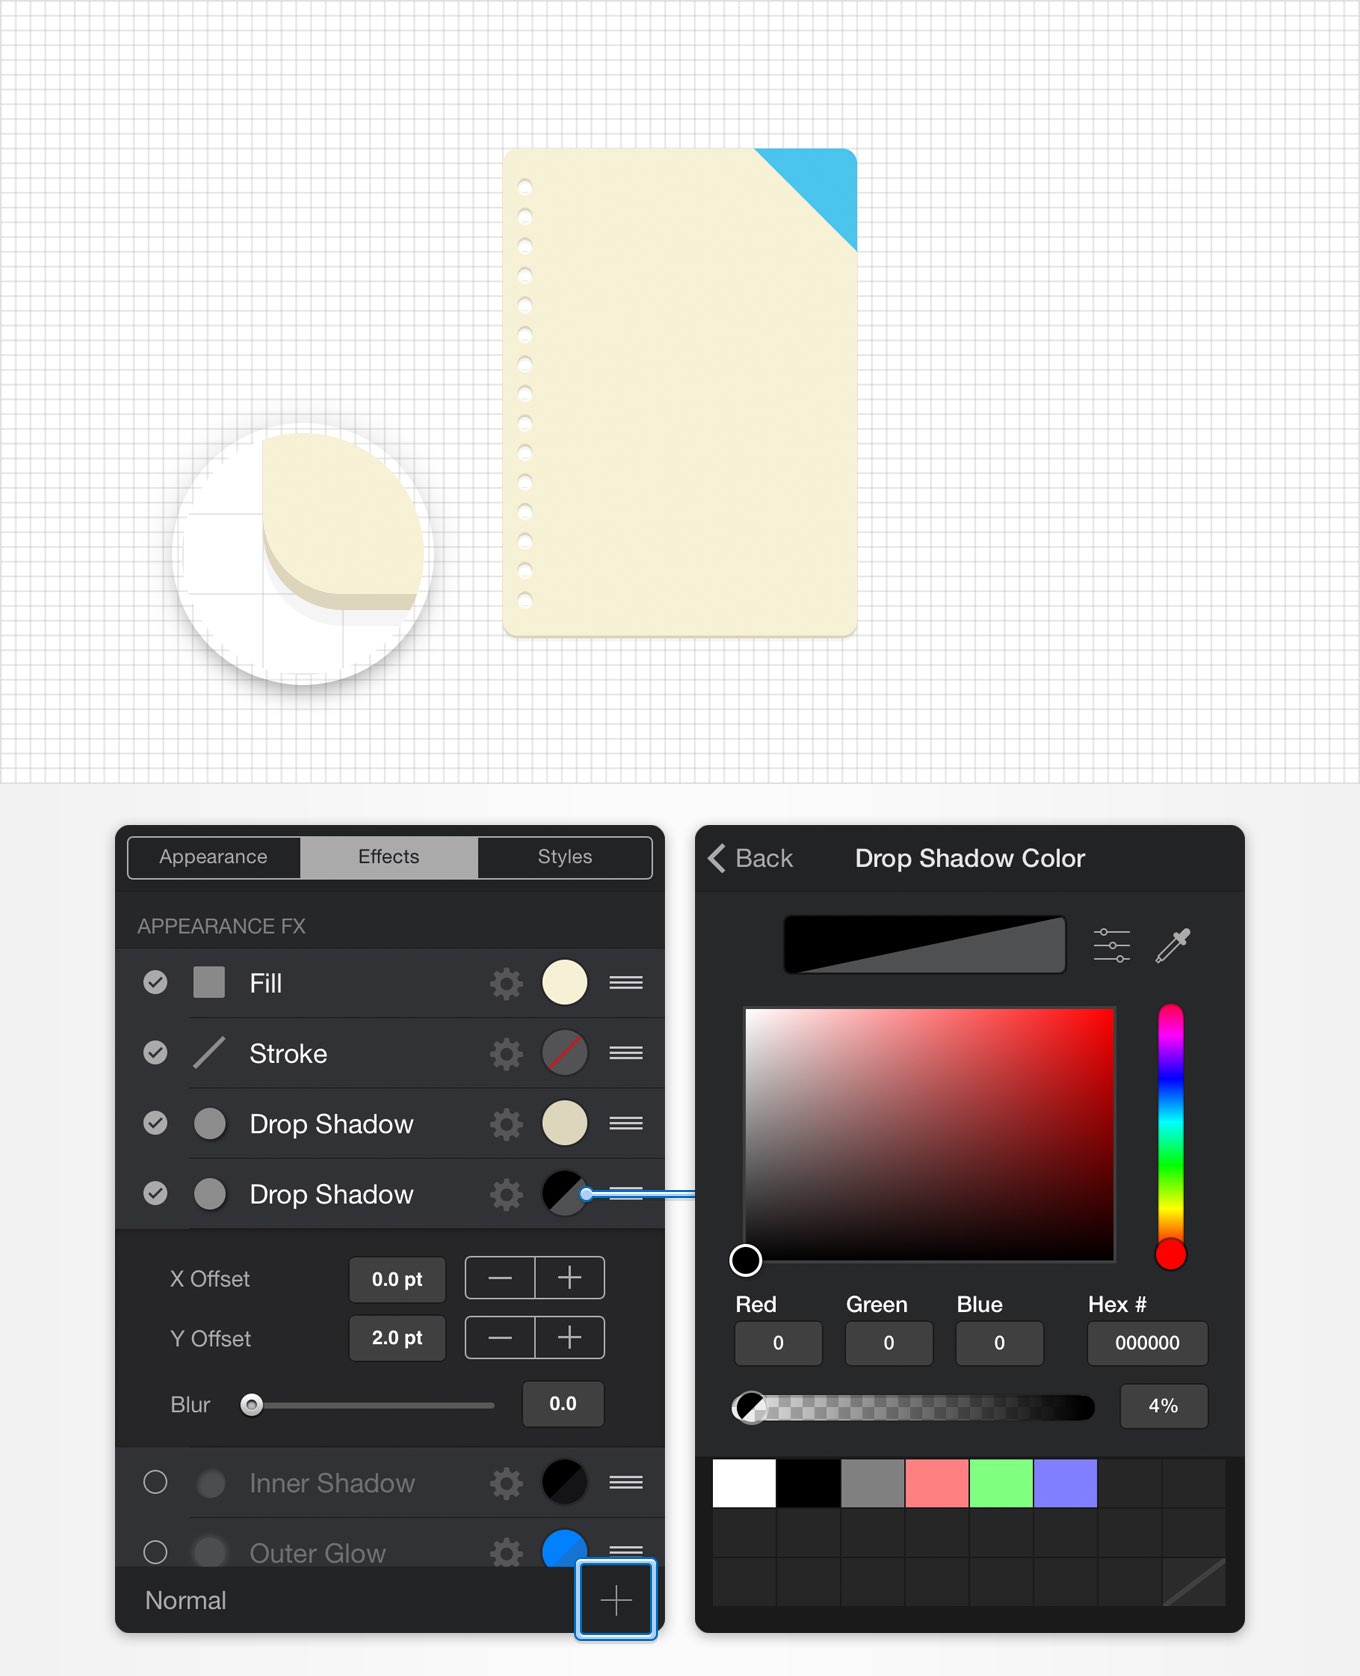 Appearance Effects Styles
APPEARANCE FX
Fill
Stroke
Drop Shadow
Drop Shadow
X Offset 0.0 pt
Y Offset 2.0 pt
Blur 0.0
Inner Shadow
Outer Glow
Normal
Back Drop Shadow Color
Red Green Blue Hex #
0 0 0 000000
4%